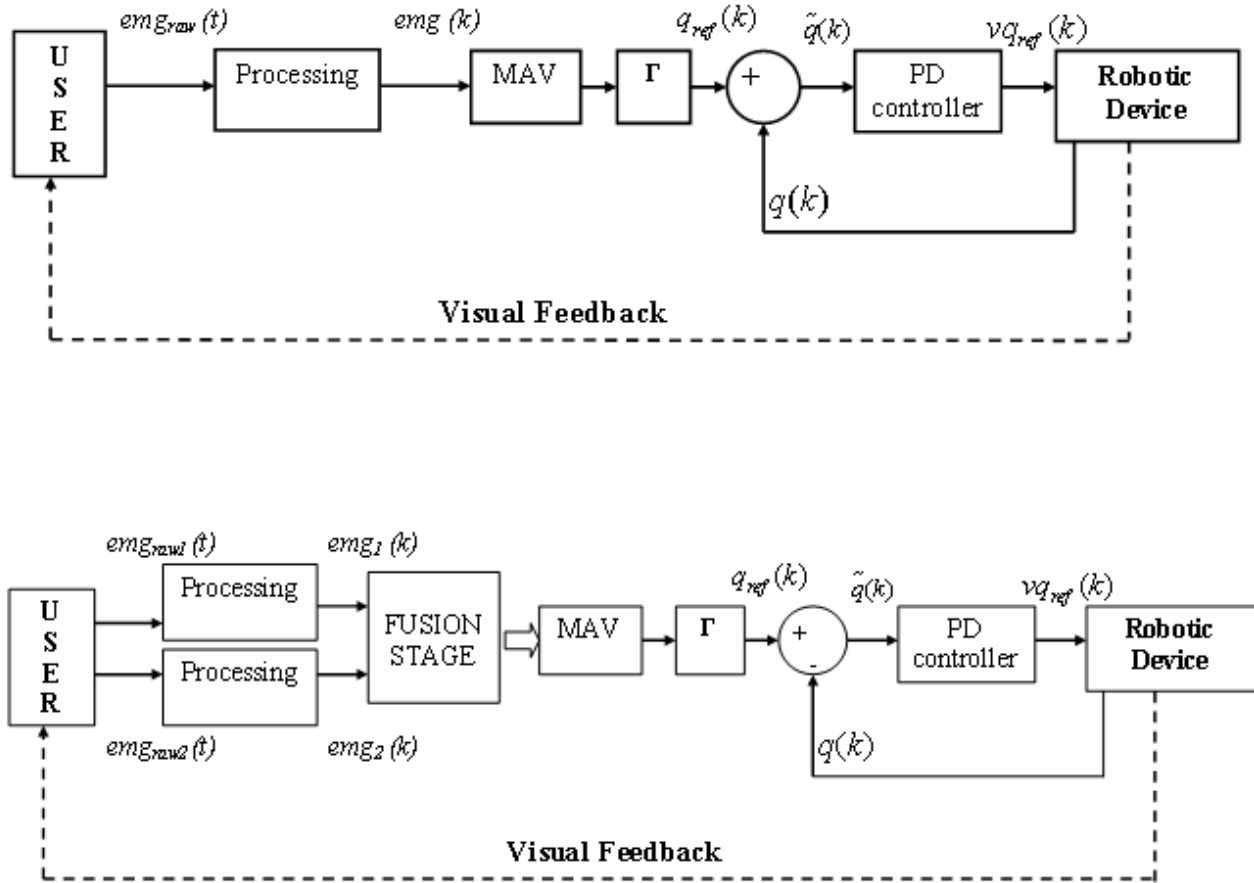 emg_raw (t)
emg (k)
q_ref (k)
q̃(k)
vq_ref (k)
U
S
E
R
Processing
MAV
Γ
+
PD
controller
Robotic
Device
q(k)
Visual Feedback
emg_raw1 (t)
emg_1 (k)
q_ref (k)
q̃(k)
vq_ref (k)
U
S
E
R
Processing
Processing
FUSION
STAGE
MAV
Γ
+
-
PD
controller
Robotic
Device
emg_raw2 (t)
emg_2 (k)
q(k)
Visual Feedback